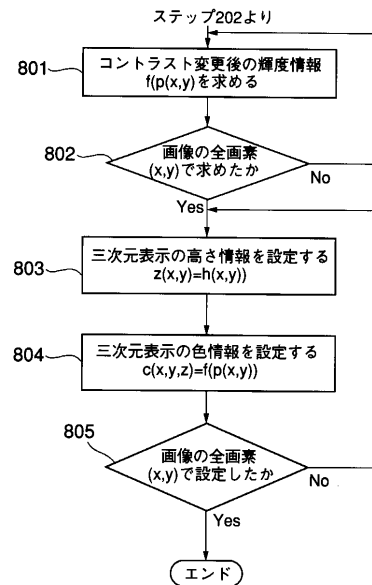 ステップ202より
801
コントラスト変更後の輝度情報
f(p(x,y)を求める
802
画像の全画素
(x,y)で求めたか
No
Yes
803
三次元表示の高さ情報を設定する
z(x,y)=h(x,y))
804
三次元表示の色情報を設定する
c(x,y,z)=f(p(x,y))
805
画像の全画素
(x,y)で設定したか
No
Yes
エンド